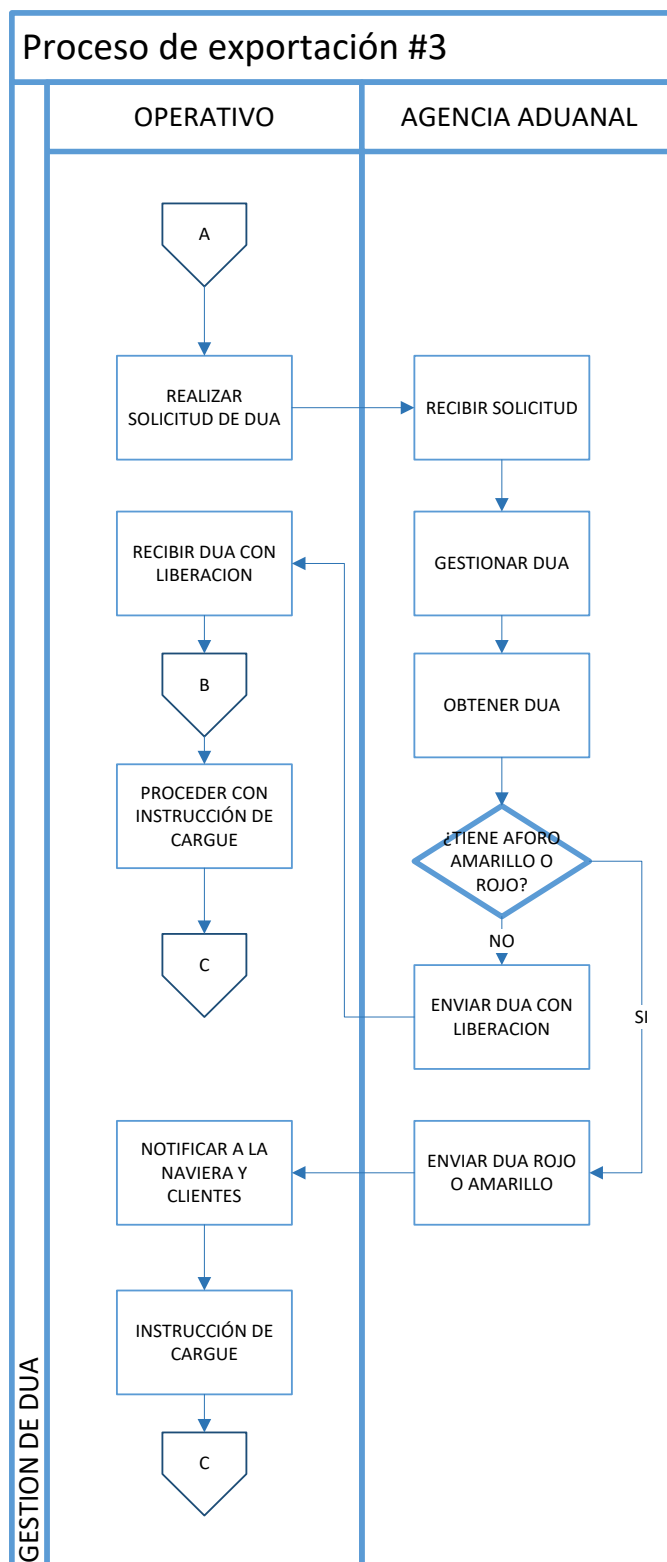 Proceso de exportación #3
OPERATIVO
AGENCIA ADUANAL
A
REALIZAR
SOLICITUD DE DUA
RECIBIR SOLICITUD
RECIBIR DUA CON
LIBERACION
GESTIONAR DUA
B
OBTENER DUA
PROCEDER CON
INSTRUCCIÓN DE
CARGUE
¿TIENE AFORO
AMARILLO O
ROJO?
NO
C
ENVIAR DUA CON
LIBERACION
SI
NOTIFICAR A LA
NAVIERA Y
CLIENTES
ENVIAR DUA ROJO
O AMARILLO
INSTRUCCIÓN DE
CARGUE
C
GESTION DE DUA